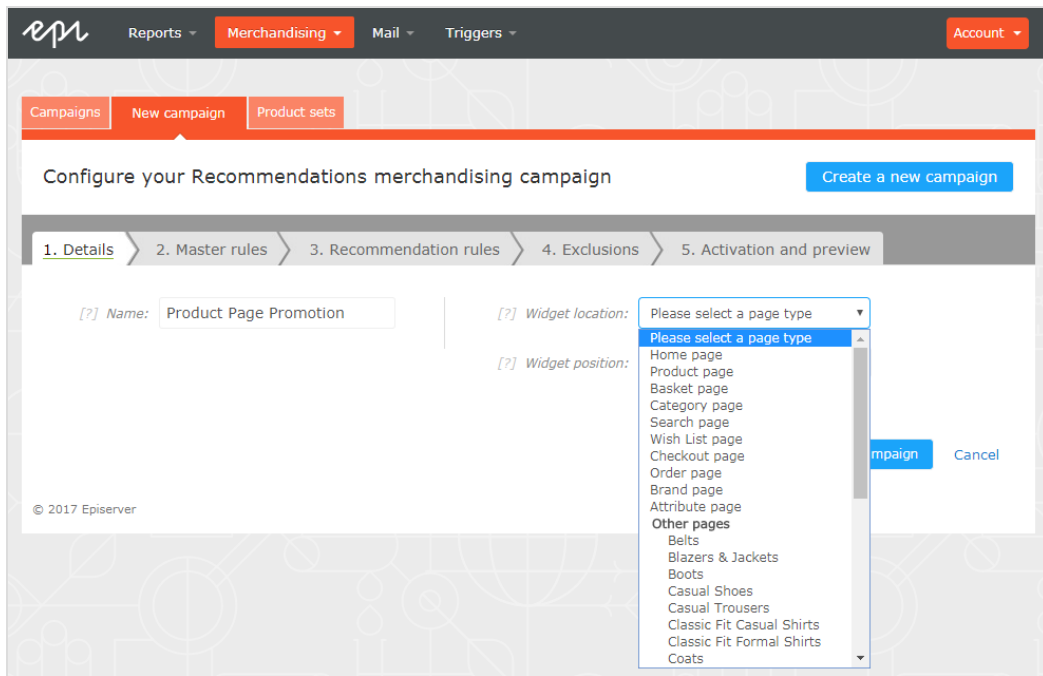 epi Reports Merchandising Mail Triggers Account
Campaigns New campaign Product sets
Configure your Recommendations merchandising campaign Create a new campaign
1. Details 2. Master rules 3. Recommendation rules 4. Exclusions 5. Activation and preview
[?] Name: Product Page Promotion [?] Widget location: Please select a page type
Please select a page type
Home page
[?] Widget position:
Product page
Basket page
Category page
Search page
Wish List page
Checkout page
mpaign Cancel
Order page
Brand page
Attribute page
© 2017 Episerver
Other pages
Belts
Blazers & Jackets
Boots
Casual Shoes
Casual Trousers
Classic Fit Casual Shirts
Classic Fit Formal Shirts
Coats